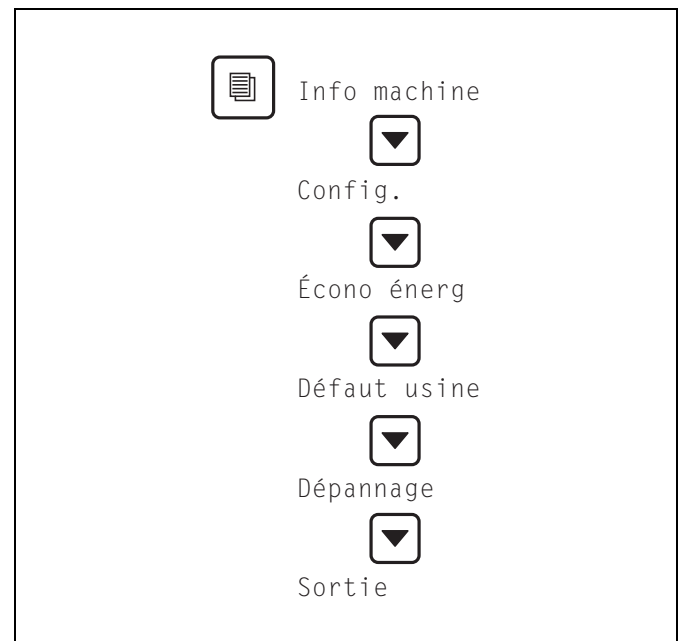 Info machine
Config.
Écono énerg
Défaut usine
Dépannage
Sortie